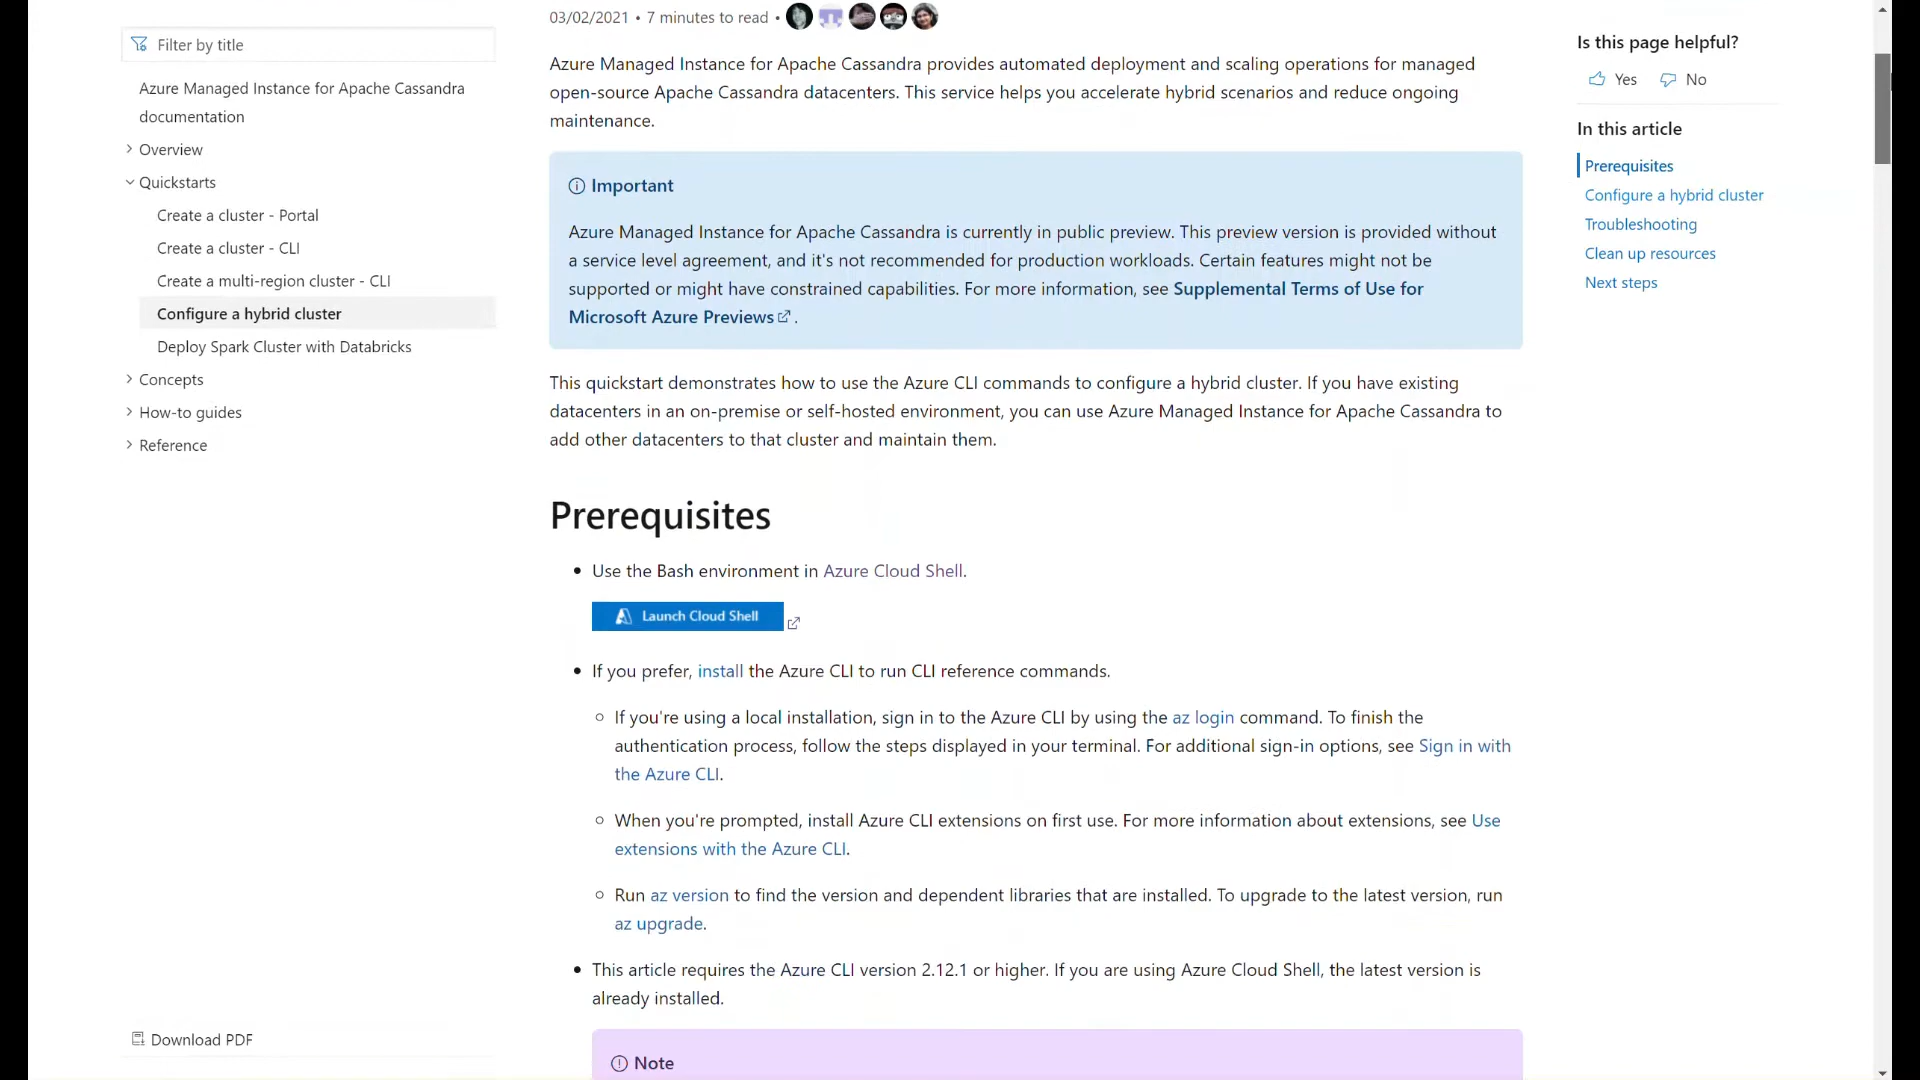 Filter by title
Azure Managed Instance for Apache Cassandra
documentation
Overview
Quickstarts
Create a cluster - Portal
Create a cluster - CLI
Create a multi-region cluster - CLI
Configure a hybrid cluster
Deploy Spark Cluster with Databricks
Concepts
How-to guides
Reference
Download PDF
03/02/2021 • 7 minutes to read •
Azure Managed Instance for Apache Cassandra provides automated deployment and scaling operations for managed
open-source Apache Cassandra datacenters. This service helps you accelerate hybrid scenarios and reduce ongoing
maintenance.
Important
Azure Managed Instance for Apache Cassandra is currently in public preview. This preview version is provided without
a service level agreement, and it's not recommended for production workloads. Certain features might not be
supported or might have constrained capabilities. For more information, see Supplemental Terms of Use for
Microsoft Azure Previews .
This quickstart demonstrates how to use the Azure CLI commands to configure a hybrid cluster. If you have existing
datacenters in an on-premise or self-hosted environment, you can use Azure Managed Instance for Apache Cassandra to
add other datacenters to that cluster and maintain them.
Prerequisites
• Use the Bash environment in Azure Cloud Shell.
Launch Cloud Shell
• If you prefer, install the Azure CLI to run CLI reference commands.
○ If you're using a local installation, sign in to the Azure CLI by using the az login command. To finish the
authentication process, follow the steps displayed in your terminal. For additional sign-in options, see Sign in with
the Azure CLI.
○ When you're prompted, install Azure CLI extensions on first use. For more information about extensions, see Use
extensions with the Azure CLI.
○ Run az version to find the version and dependent libraries that are installed. To upgrade to the latest version, run
az upgrade.
• This article requires the Azure CLI version 2.12.1 or higher. If you are using Azure Cloud Shell, the latest version is
already installed.
Note
Is this page helpful?
Yes No
In this article
Prerequisites
Configure a hybrid cluster
Troubleshooting
Clean up resources
Next steps